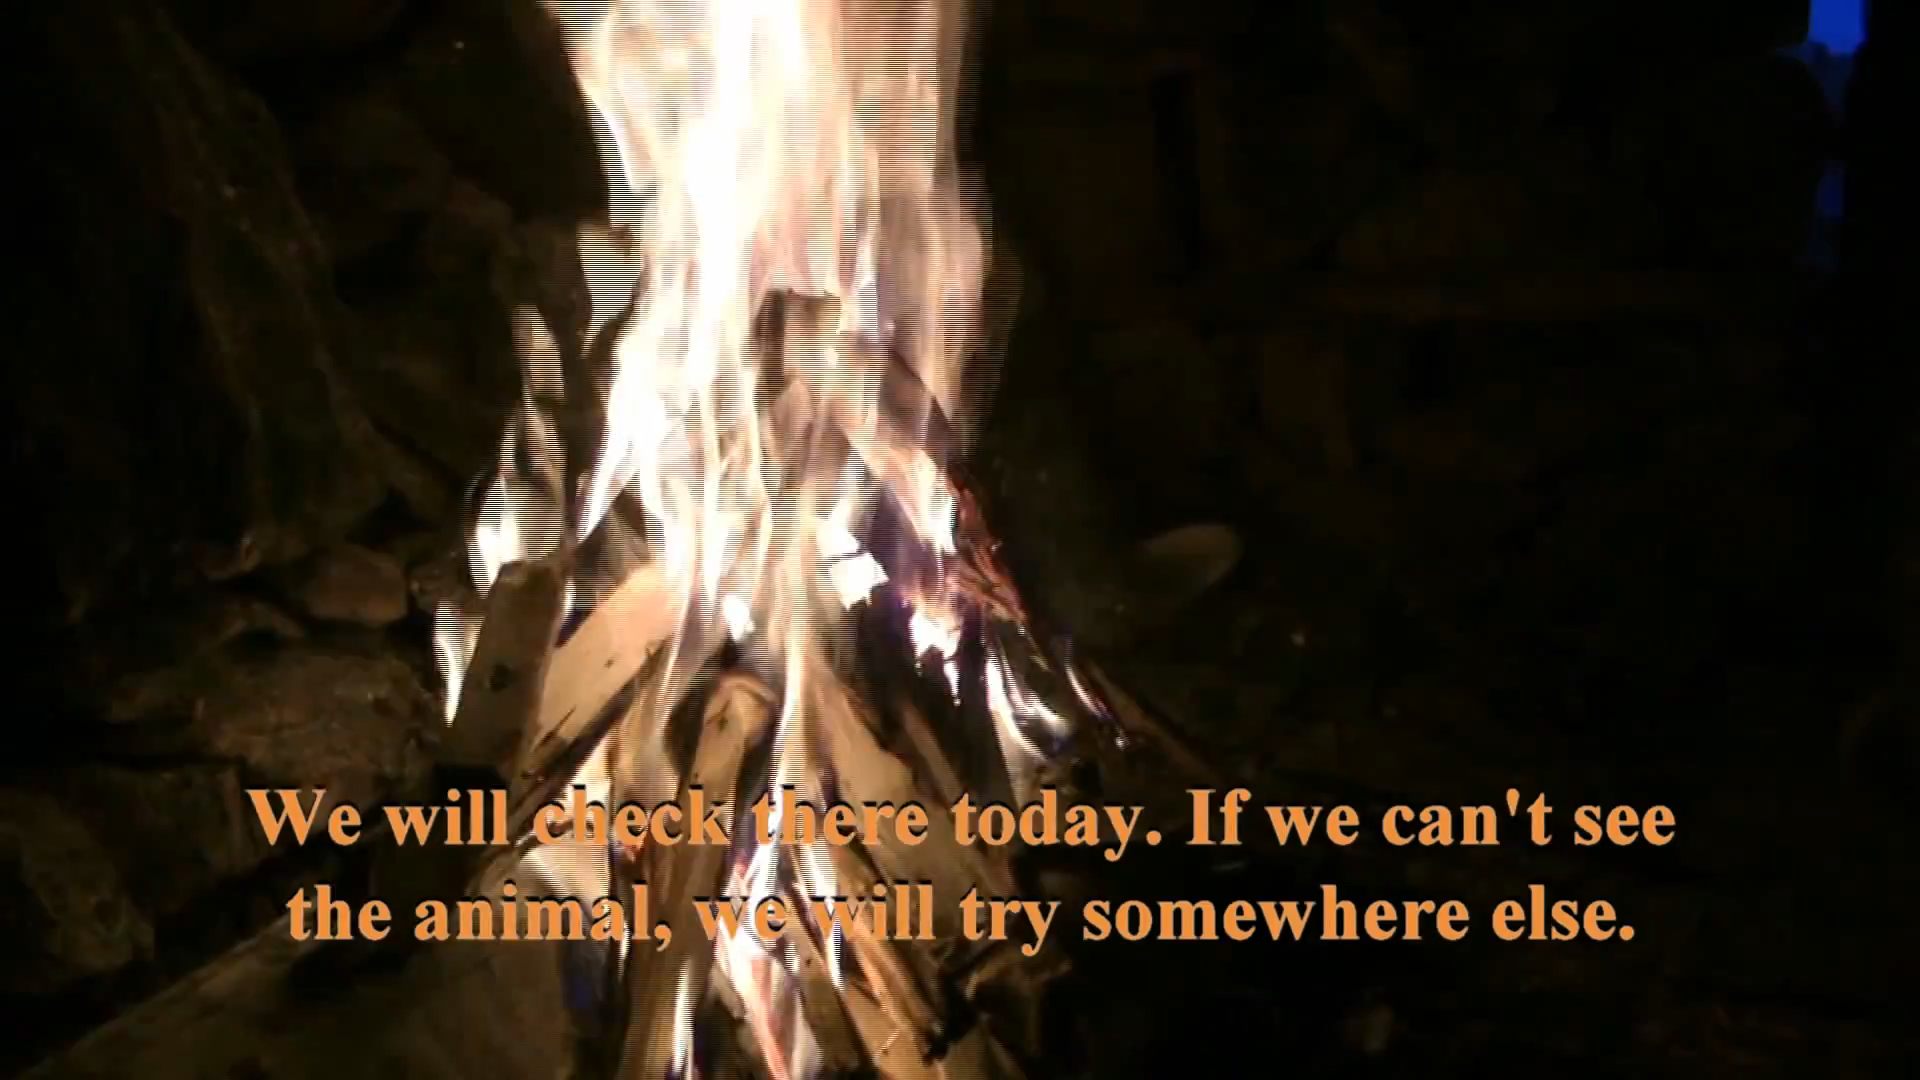 We will check there today. If we can't see
the animal, we will try somewhere else.